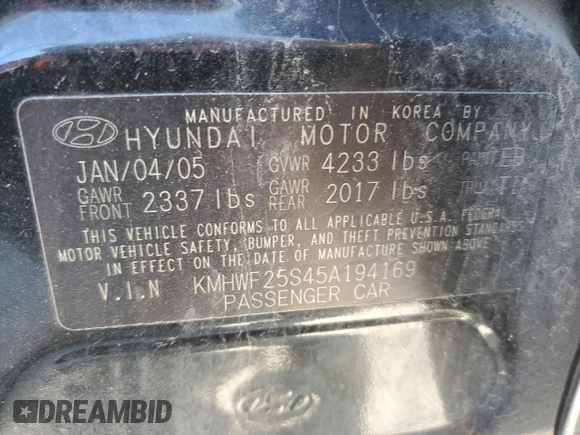 MANUFACTURED IN KOREA BY
HYUNDAI MOTOR COMPANY
JAN/04/05 GVWR 4233 lbs PAINT EB
GAWR FRONT 2337 lbs GAWR REAR 2017 lbs
THIS VEHICLE CONFORMS TO ALL APPLICABLE U.S.A. FEDERAL
MOTOR VEHICLE SAFETY, BUMPER, AND THEFT PREVENTION STANDARDS
IN EFFECT ON THE DATE OF MANUFACTURE SHOWN ABOVE
V.I.N KMHWF25S45A194169
PASSENGER CAR
DREAMBID